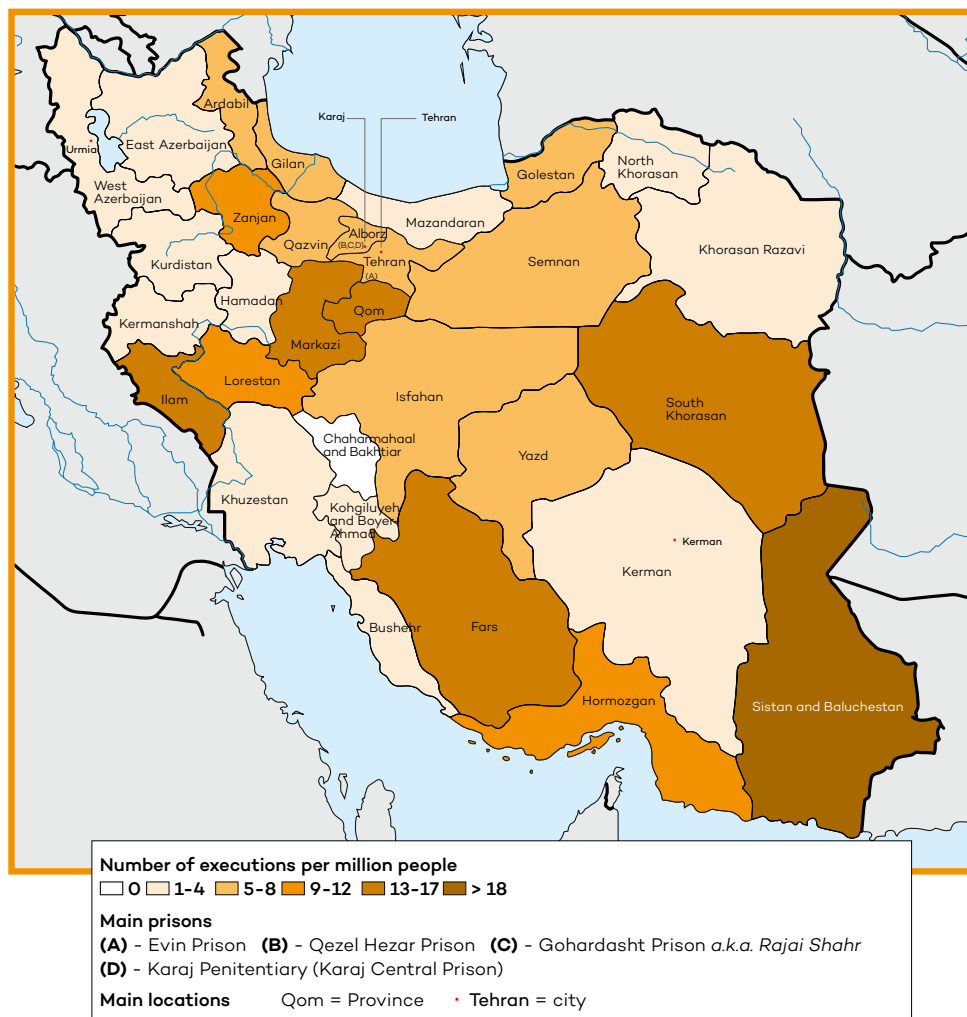 Ardabil
Karaj
Tehran
Urmia
East Azerbaijan
Gilan
Golestan
North
Khorasan
West
Azerbaijan
Zanjan
Mazandaran
Qazvin
Alborz
(B,C,D)
Tehran
(A)
Khorasan Razavi
Kurdistan
Semnan
Hamadan
Qom
Kermanshah
Markazi
Lorestan
Ilam
Isfahan
South
Khorasan
Chaharmahaal
and Bakhtiar
Yazd
Khuzestan
Kohgiluyeh
and Boyer-
Ahmad
Kerman
Kerman
Bushehr
Fars
Hormozgan
Sistan and Baluchestan
Number of executions per million people
0 1-4 5-8 9-12 13-17 > 18
Main prisons
(A) - Evin Prison (B) - Qezel Hezar Prison (C) - Gohardasht Prison a.k.a. Rajai Shahr
(D) - Karaj Penitentiary (Karaj Central Prison)
Main locations Qom = Province Tehran = city